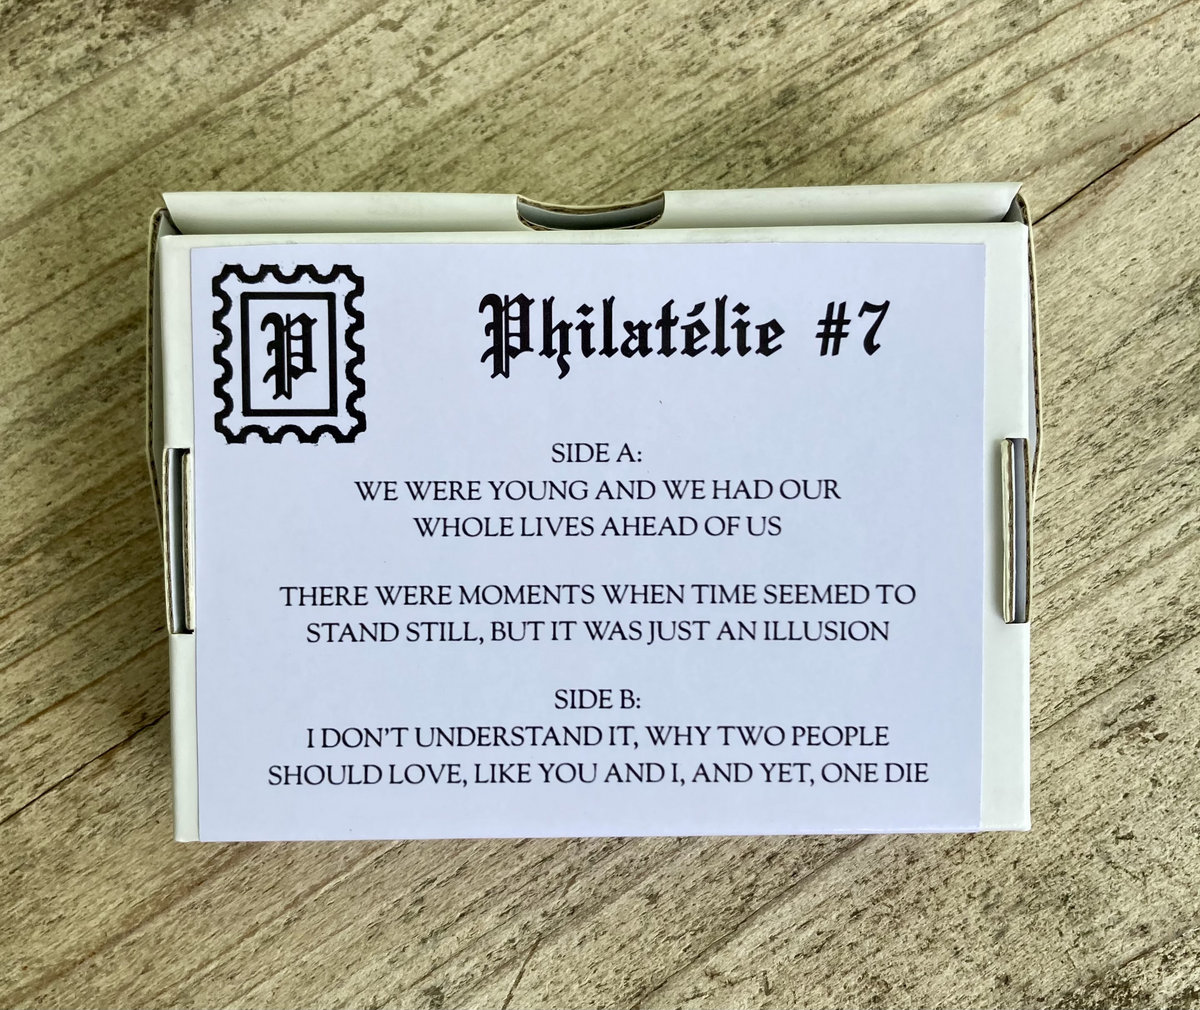 P
Philatélie #7
SIDE A:
WE WERE YOUNG AND WE HAD OUR
WHOLE LIVES AHEAD OF US
THERE WERE MOMENTS WHEN TIME SEEMED TO
STAND STILL, BUT IT WAS JUST AN ILLUSION
SIDE B:
I DON'T UNDERSTAND IT, WHY TWO PEOPLE
SHOULD LOVE, LIKE YOU AND I, AND YET, ONE DIE